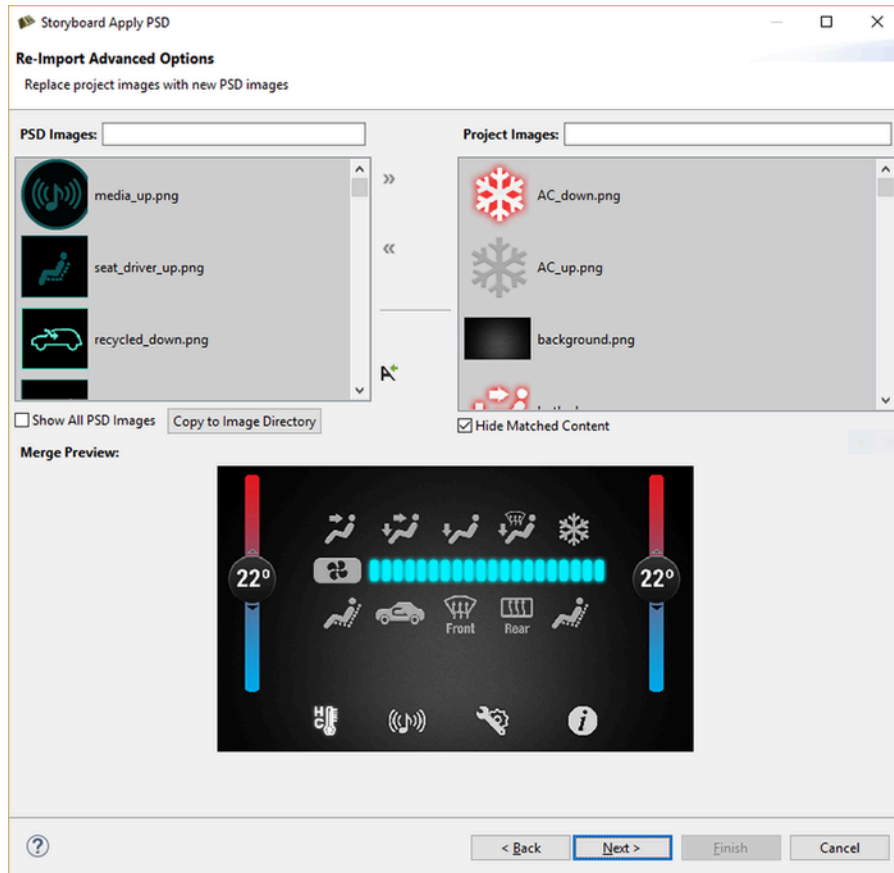 Storyboard Apply PSD
Re-Import Advanced Options
Replace project images with new PSD images
PSD Images:
Project Images:
media_up.png
seat_driver_up.png
recycled_down.png
AC_down.png
AC_up.png
background.png
Show All PSD Images
Copy to Image Directory
Hide Matched Content
Merge Preview:
22°
22°
Front
Rear
H
C
i
< Back
Next >
Finish
Cancel